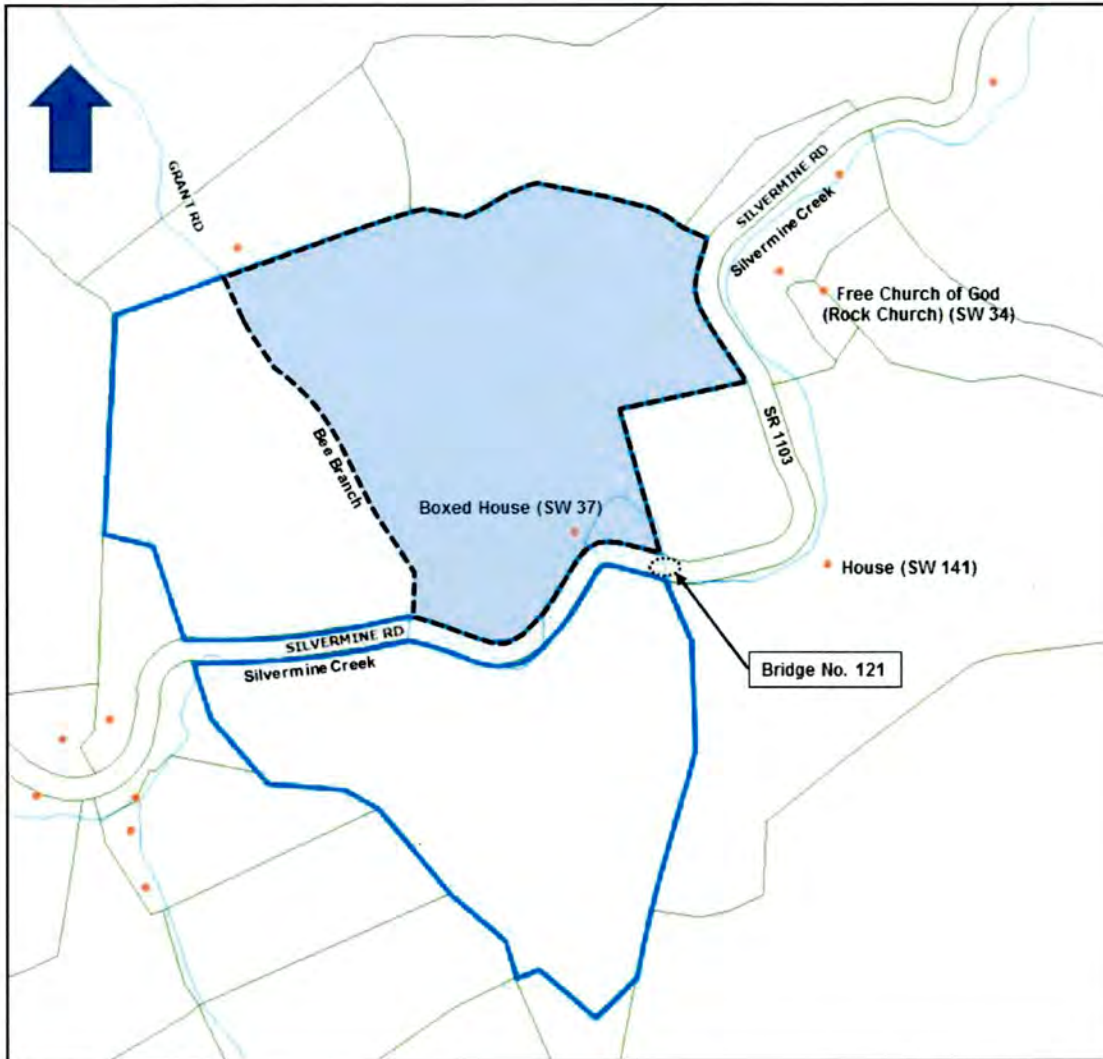 GRANT RD
SILVERMINE RD
Silvermine Creek
Free Church of God
(Rock Church) (SW 34)
SR 1103
Bee Branch
Boxed House (SW 37)
House (SW 141)
SILVERMINE RD
Silvermine Creek
Bridge No. 121